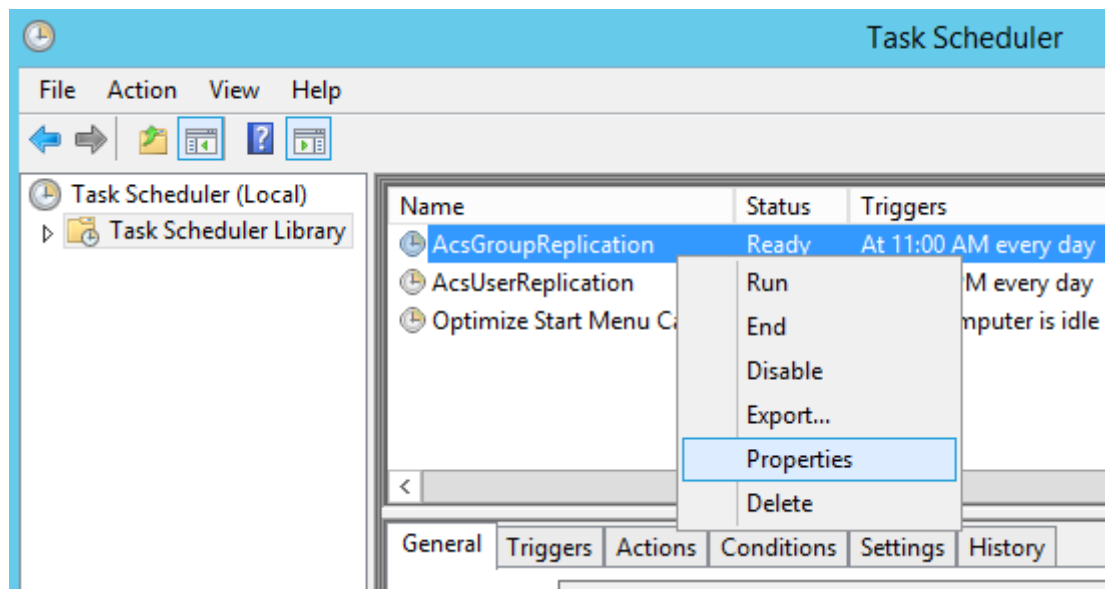 Task Scheduler
File Action View Help
Task Scheduler (Local)
Task Scheduler Library
Name Status Triggers
AcsGroupReplication Ready At 11:00 AM every day
AcsUserReplication every day
Optimize Start Menu is idle
Run
End
Disable
Export...
Properties
Delete
General Triggers Actions Conditions Settings History